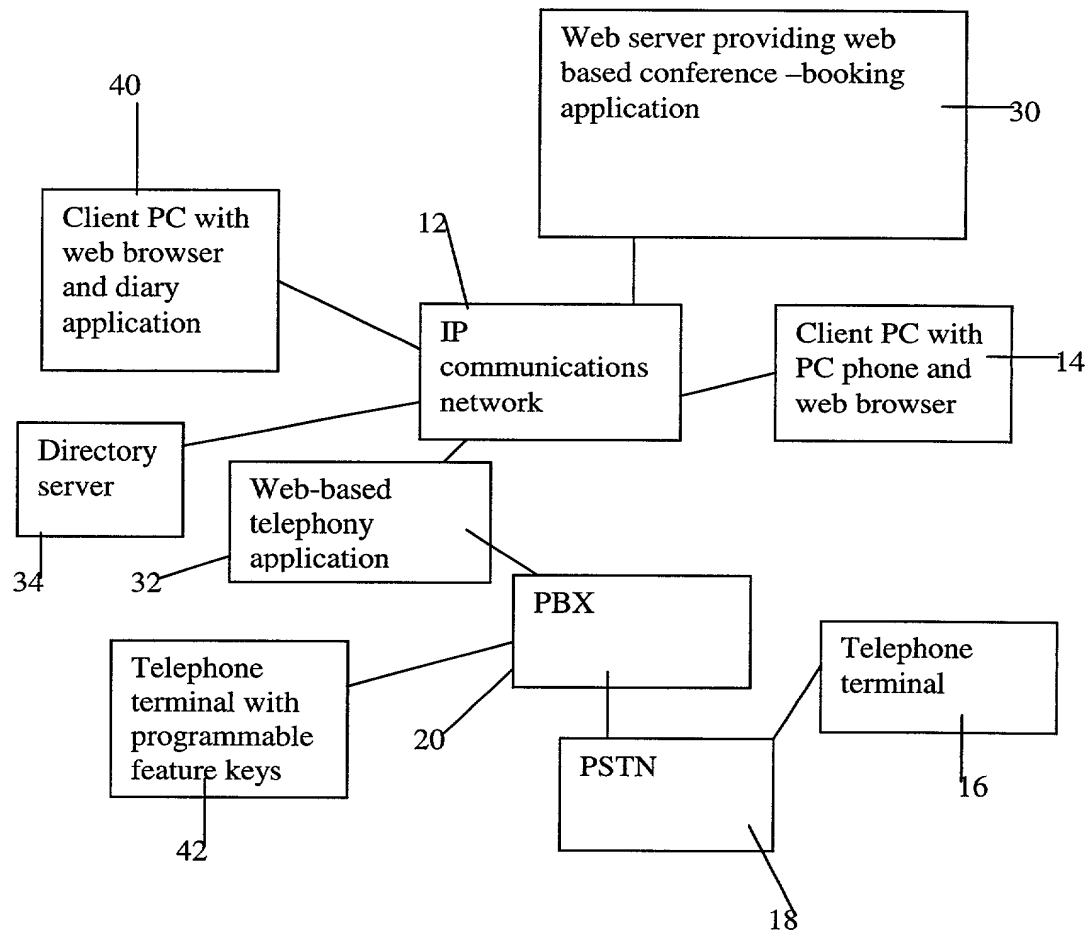 Web server providing web
based conference –booking
application
30
40
Client PC with
web browser
and diary
application
12
IP
communications
network
Client PC with
PC phone and
web browser
14
Directory
server
34
Web-based
telephony
application
32
PBX
20
Telephone
terminal with
programmable
feature keys
42
Telephone
terminal
16
PSTN
18